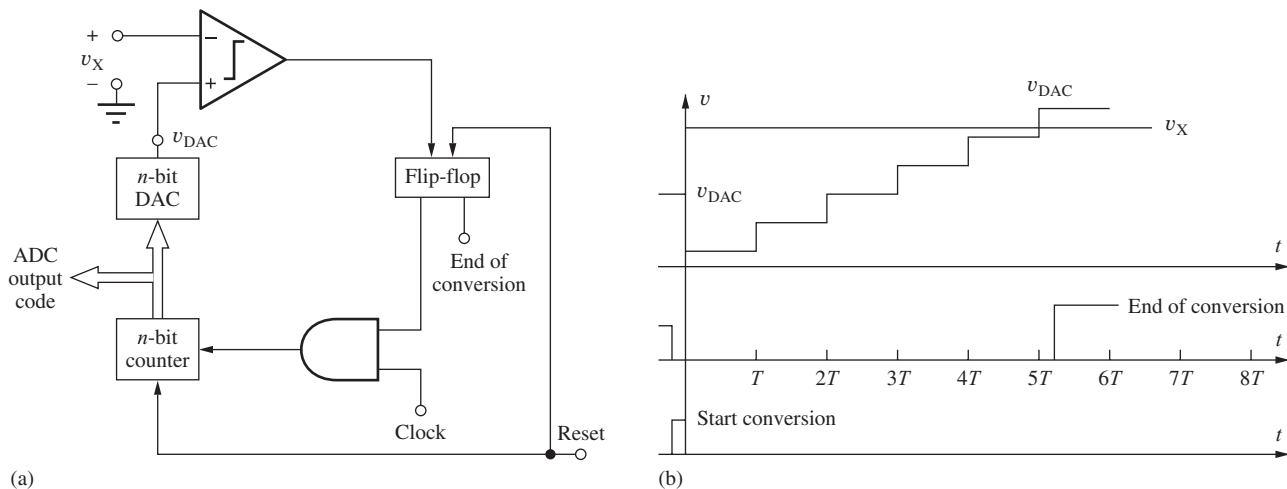 +
v_X
−
−
+
v_DAC
n-bit
DAC
Flip-flop
ADC
output
code
End of
conversion
n-bit
counter
Clock
Reset
(a)
v
v_DAC
v_X
v_DAC
t
End of conversion
t
T 2T 3T 4T 5T 6T 7T 8T
Start conversion
t
(b)